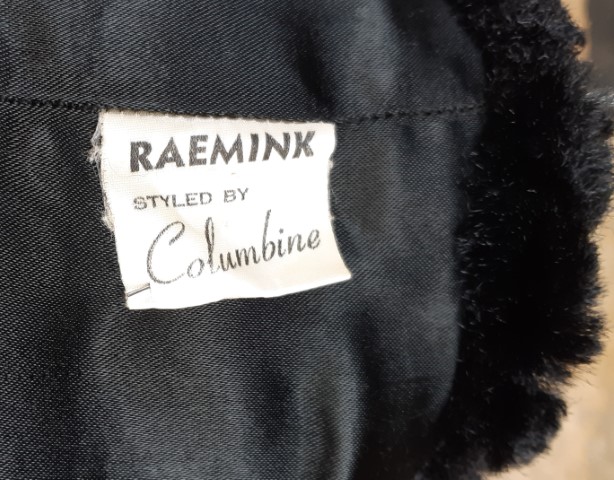 RAEMINK
STYLED BY
Columbine